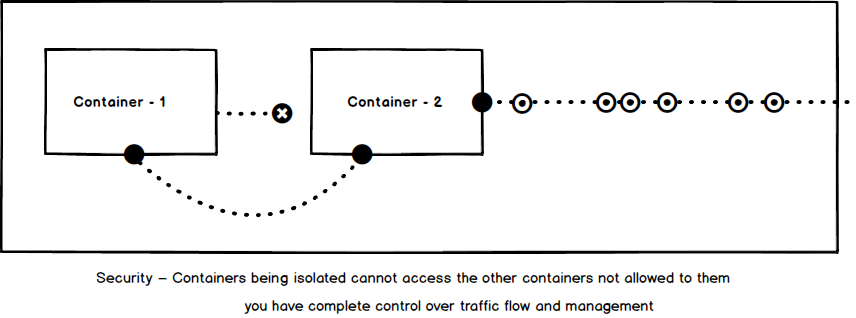 Container - 1
Container - 2
Security – Containers being isolated cannot access the other containers not allowed to them
you have complete control over traffic flow and management